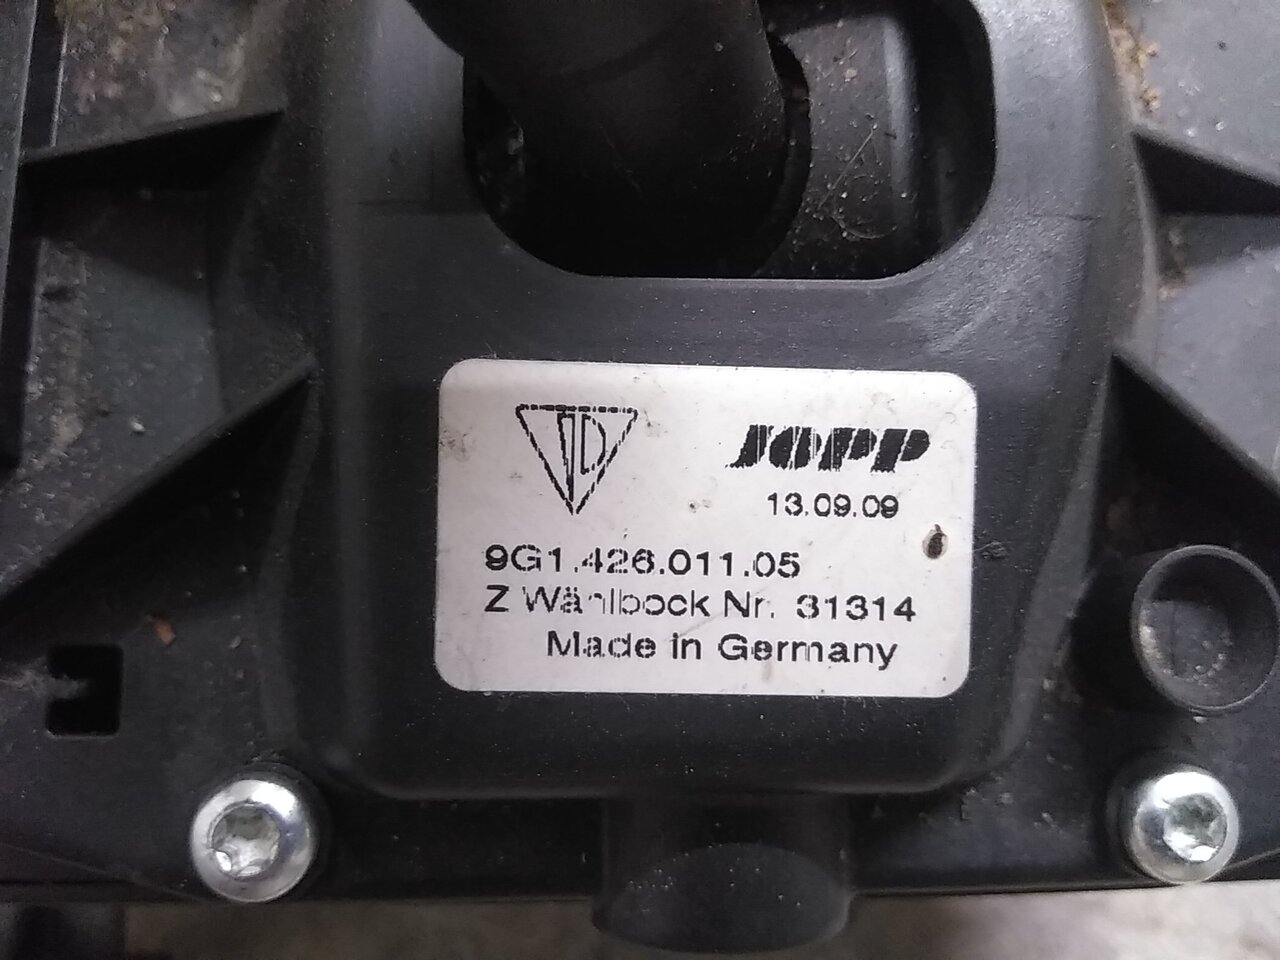 JOPP
13.09.09
9G1.426.011.05
Z Wählbock Nr. 31314
Made in Germany